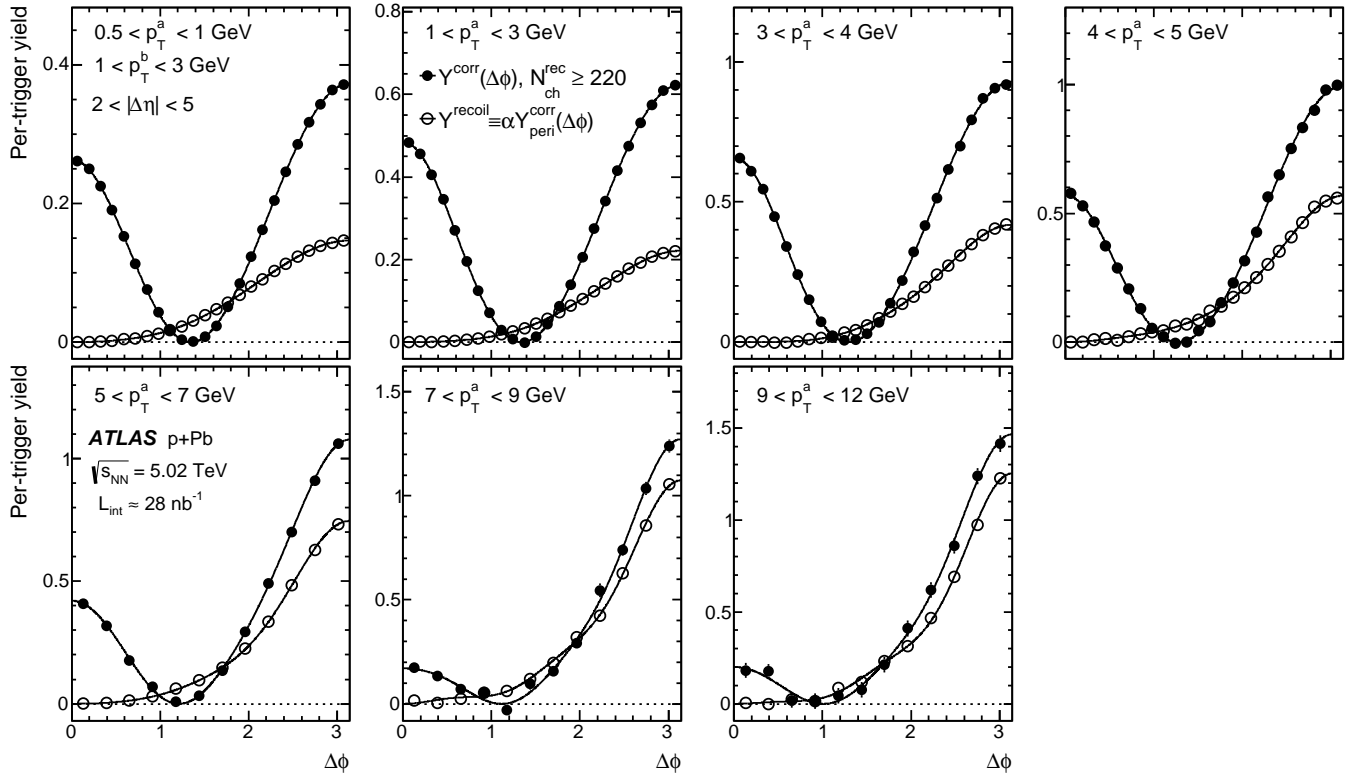 Per-trigger yield
0.5 < p_T^a < 1 GeV
1 < p_T^b < 3 GeV
2 < |Δη| < 5
0.4
0.2
0
1 < p_T^a < 3 GeV
Y^corr(Δϕ), N_ch^rec ≥ 220
Y^recoil≡αY_peri^corr(Δϕ)
0.8
0.6
0.4
0.2
0
3 < p_T^a < 4 GeV
1
0.5
0
4 < p_T^a < 5 GeV
1
0.5
0
Per-trigger yield
5 < p_T^a < 7 GeV
ATLAS p+Pb
√s_NN = 5.02 TeV
L_int ≈ 28 nb^-1
1
0.5
0
0 1 2 3
Δϕ
7 < p_T^a < 9 GeV
1.5
1
0.5
0
0 1 2 3
Δϕ
9 < p_T^a < 12 GeV
1.5
1
0.5
0
0 1 2 3
Δϕ